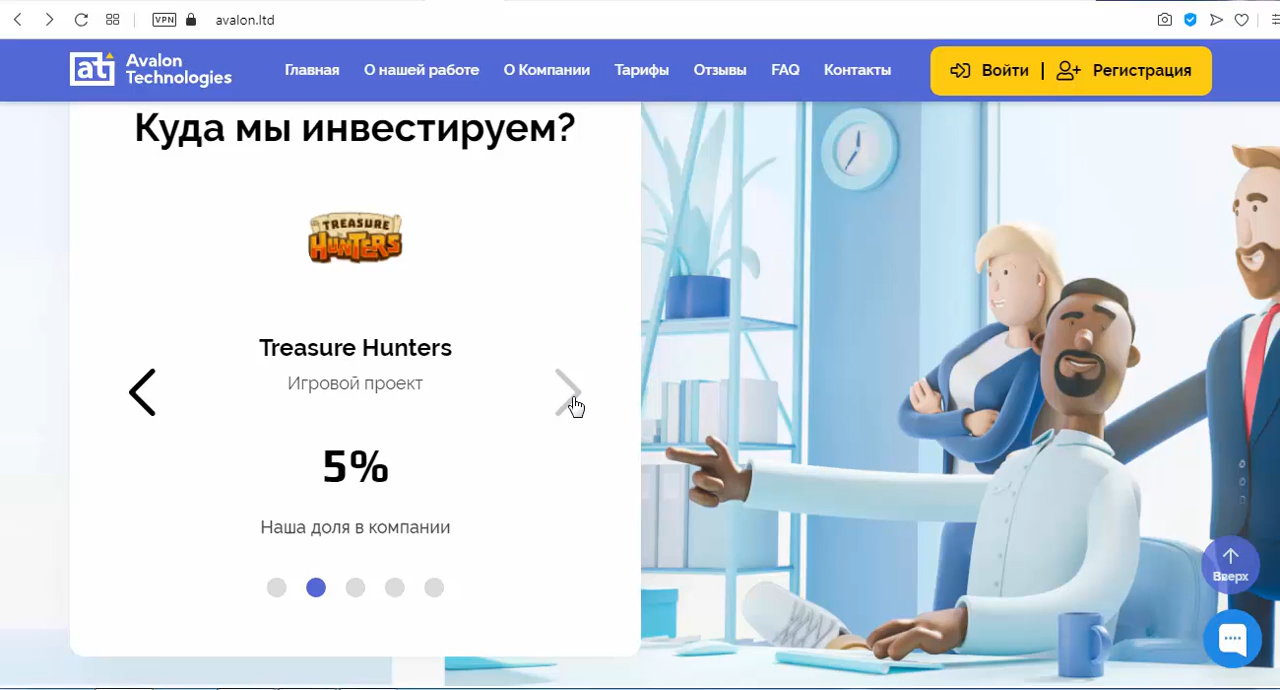 VPN
avalon.ltd
ati
Avalon
Technologies
Главная
О нашей работе
О Компании
Тарифы
Отзывы
FAQ
Контакты
Войти | Регистрация
Куда мы инвестируем?
TREASURE
HUNTERS
Treasure Hunters
Игровой проект
5%
Наша доля в компании
Вверх